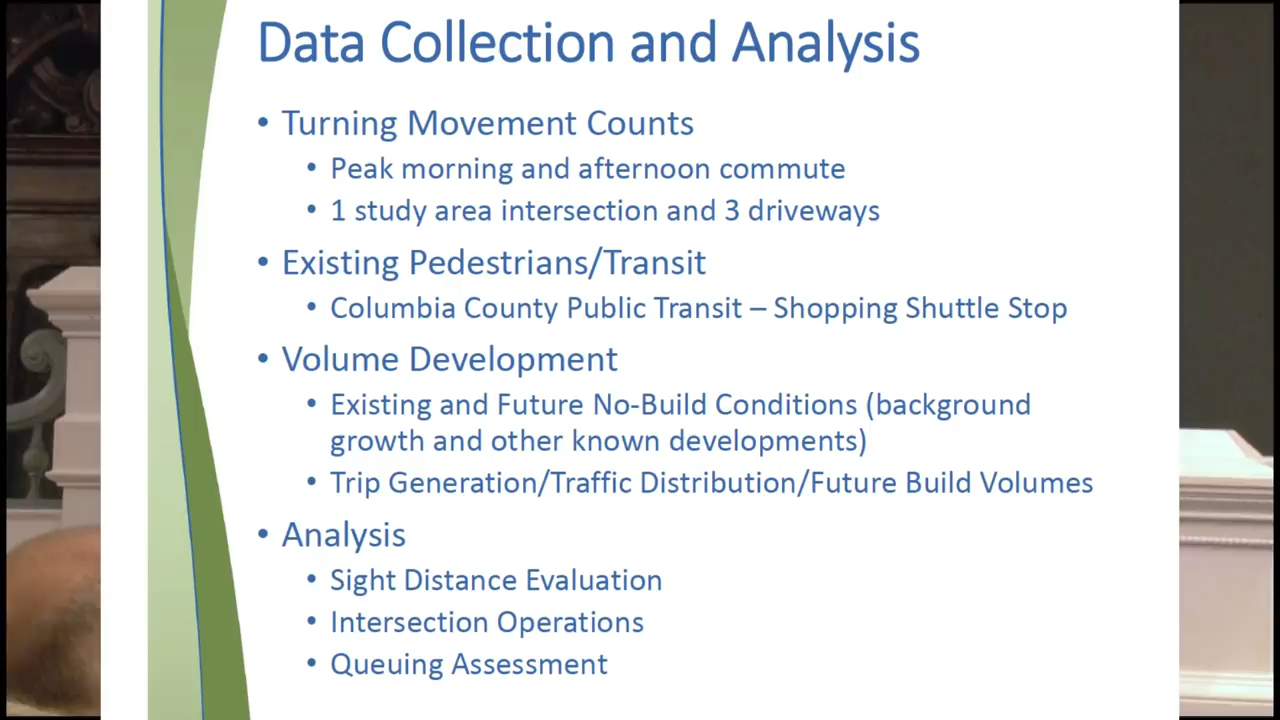 Data Collection and Analysis
• Turning Movement Counts
• Peak morning and afternoon commute
• 1 study area intersection and 3 driveways
• Existing Pedestrians/Transit
• Columbia County Public Transit – Shopping Shuttle Stop
• Volume Development
• Existing and Future No-Build Conditions (background
growth and other known developments)
• Trip Generation/Traffic Distribution/Future Build Volumes
• Analysis
• Sight Distance Evaluation
• Intersection Operations
• Queuing Assessment